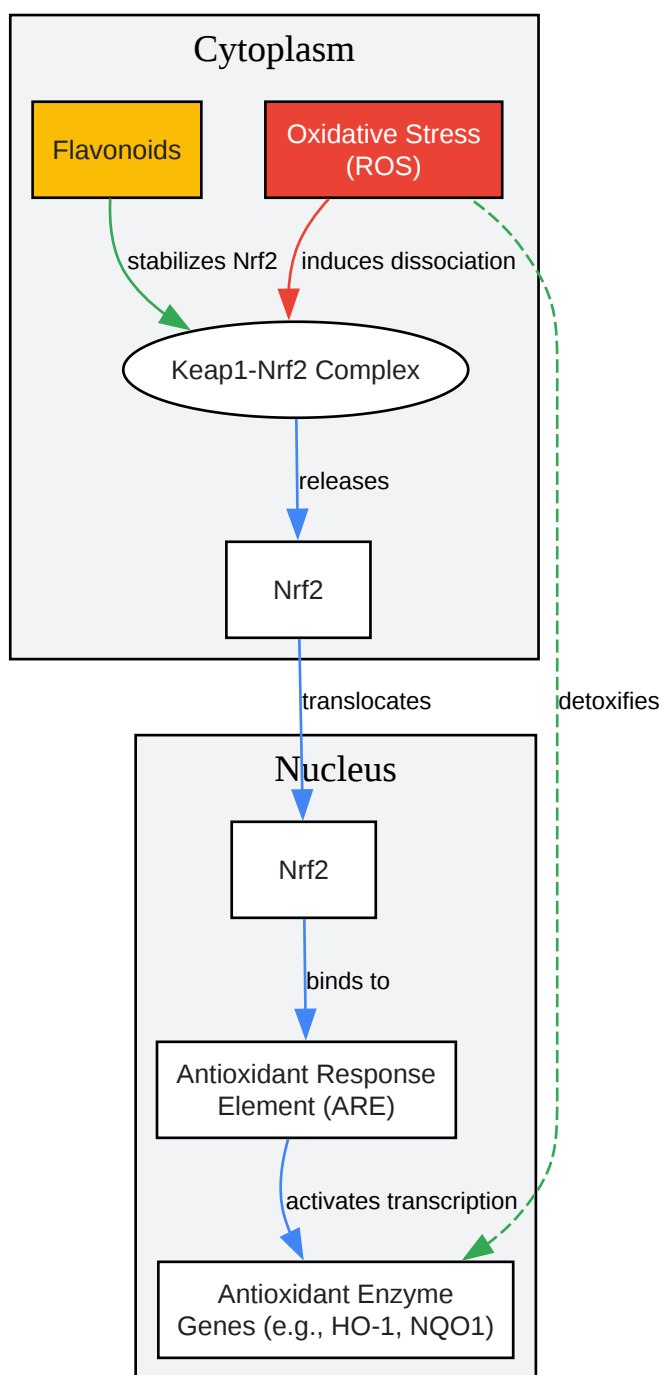 Cytoplasm
Flavonoids
Oxidative Stress
(ROS)
stabilizes Nrf2
induces dissociation
Keap1-Nrf2 Complex
releases
Nrf2
translocates
detoxifies
Nucleus
Nrf2
binds to
Antioxidant Response
Element (ARE)
activates transcription
Antioxidant Enzyme
Genes (e.g., HO-1, NQO1)